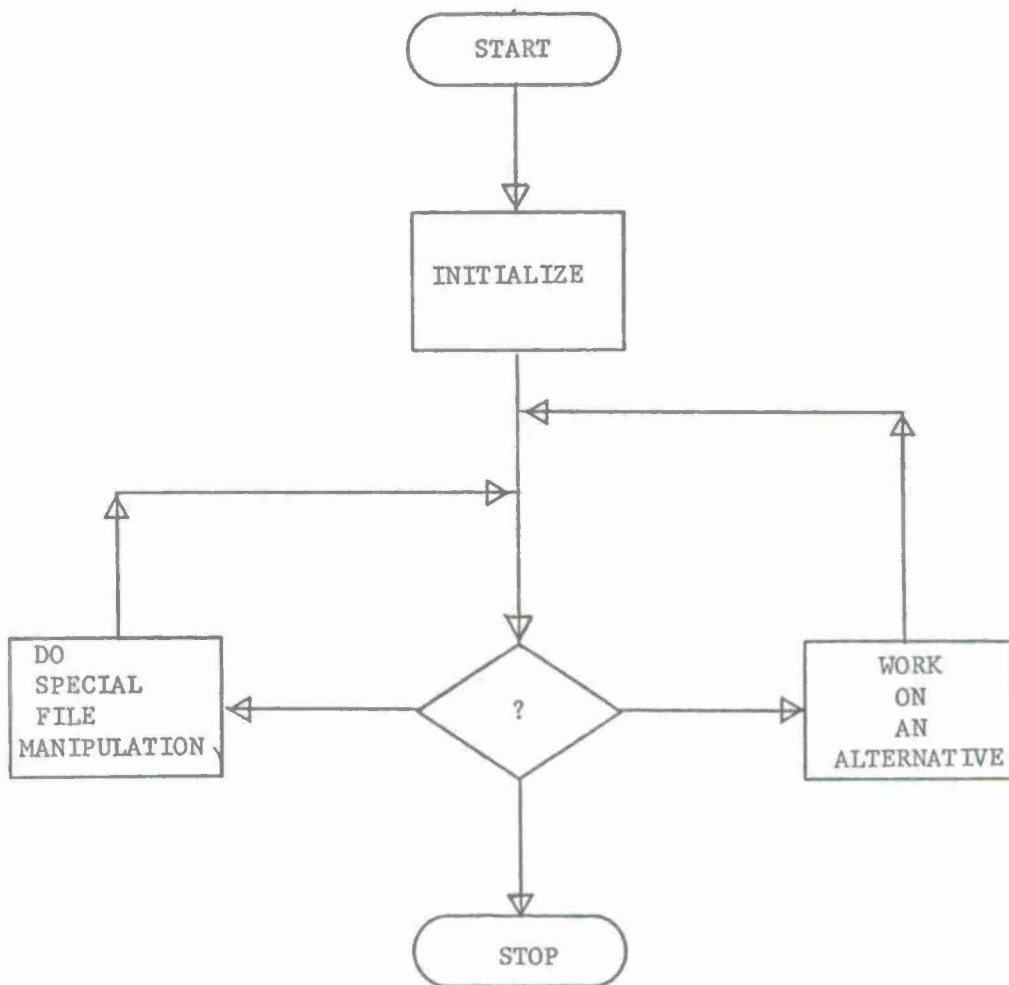 START
INITIALIZE
DO
SPECIAL
FILE
MANIPULATION
?
WORK
ON
AN
ALTERNATIVE
STOP